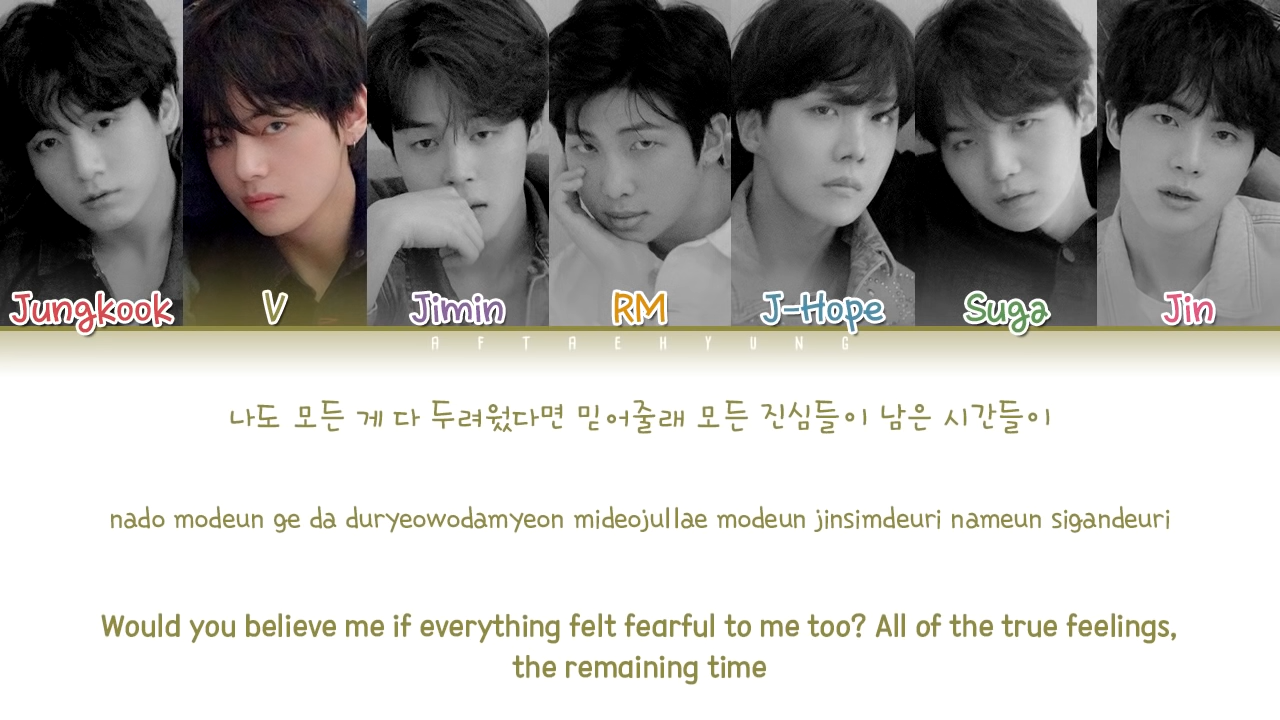 Jungkook V Jimin RM J-Hope Suga Jin
AFTAEHYUNG
나도 모든 게 다 두려웠다면 믿어줄래 모든 진심들이 남은 시간들이
nado modeun ge da duryeowodamyeon mideojullae modeun jinsimdeuri nameun sigandeuri
Would you believe me if everything felt fearful to me too? All of the true feelings,
the remaining time